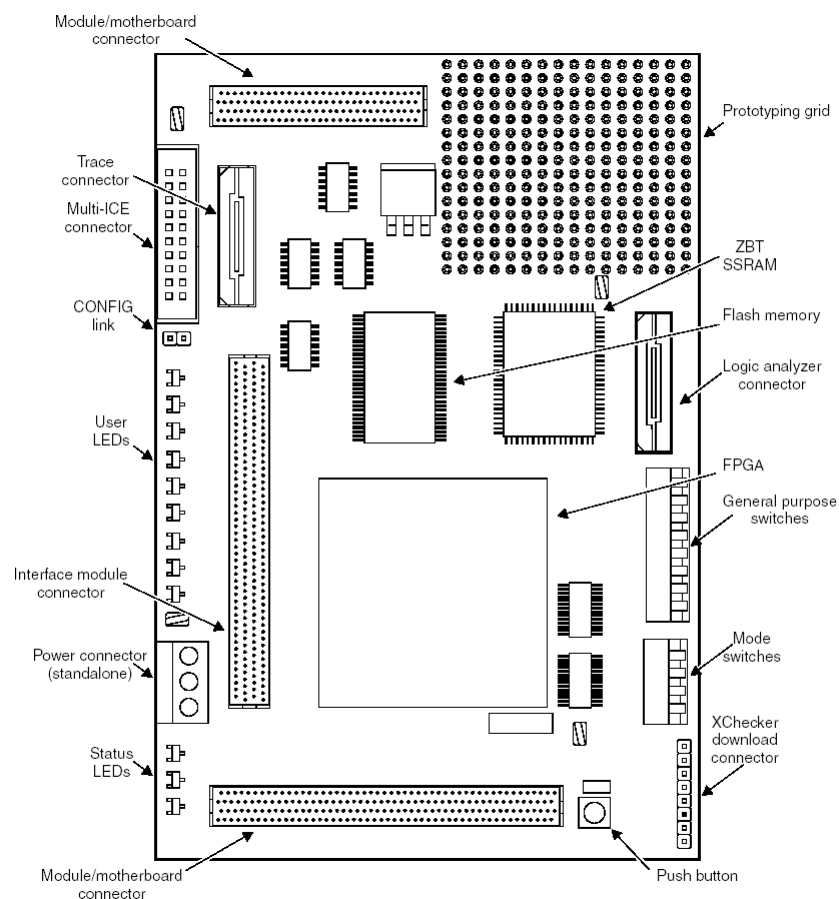 Module/motherboard
connector
Prototyping grid
Trace
connector
Multi-ICE
connector
ZBT
SSRAM
CONFIG
link
Flash memory
Logic analyzer
connector
User
LEDs
FPGA
General purpose
switches
Interface module
connector
Power connector
(standalone)
Mode
switches
XChecker
download
connector
Status
LEDs
Module/motherboard
connector
Push button